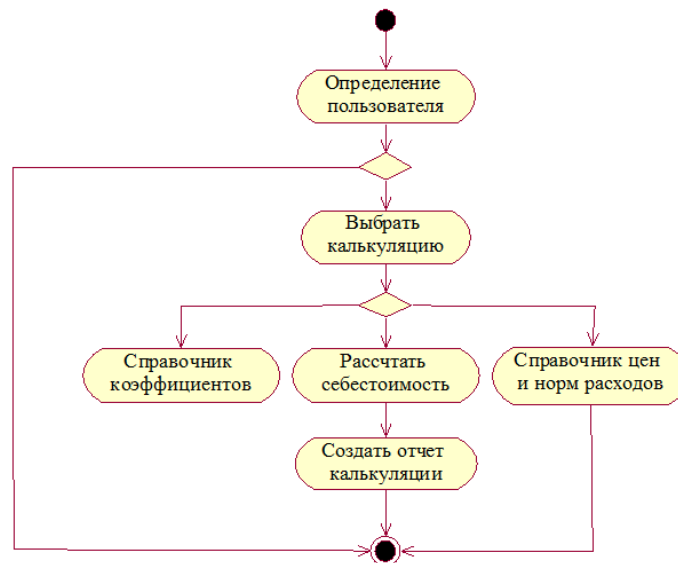 Определение
пользователя
Выбрать
калькуляцию
Справочник
коэффициентов
Рассчтать
себестоимость
Справочник цен
и норм расходов
Создать отчет
калькуляции